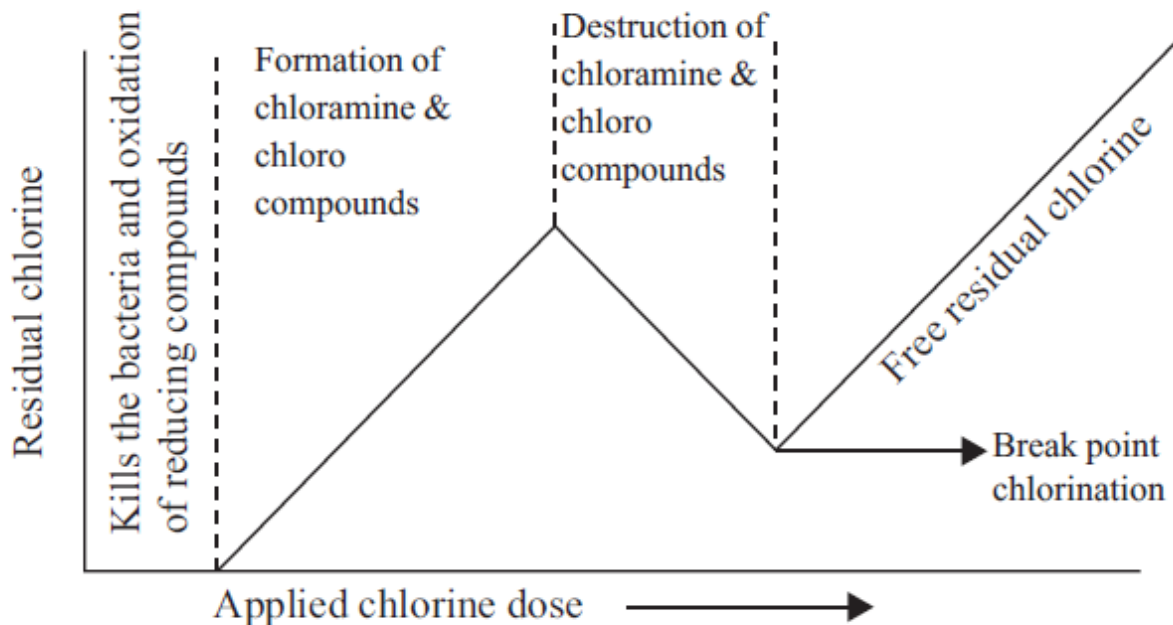 Residual chlorine
Kills the bacteria and oxidation
of reducing compounds
Formation of
chloramine &
chloro
compounds
Destruction of
chloramine &
chloro
compounds
Free residual chlorine
Break point
chlorination
Applied chlorine dose